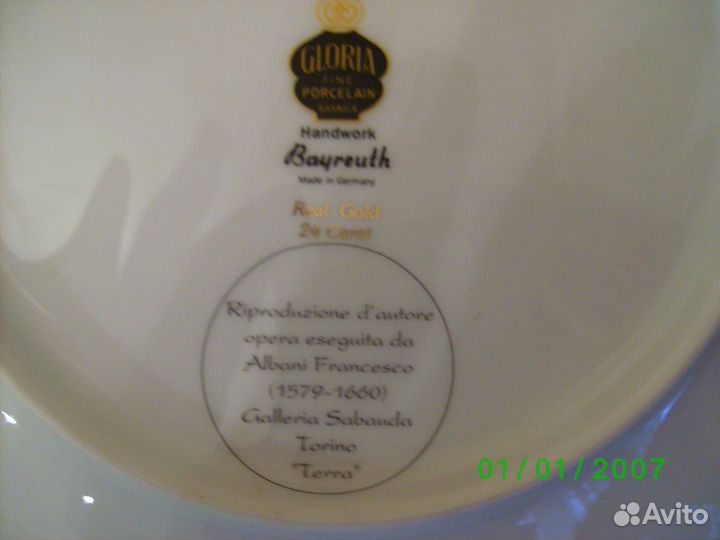 GLORIA
FINE
PORCELAIN
BAVARIA
Handwork
Bayreuth
Made in Germany
Real Gold
24 Carat
Riproduzione d'autore
opera eseguita da
Albani Francesco
(1579-1660)
Galleria Sabauda
Torino
"Terra"
01/01/2007
Avito